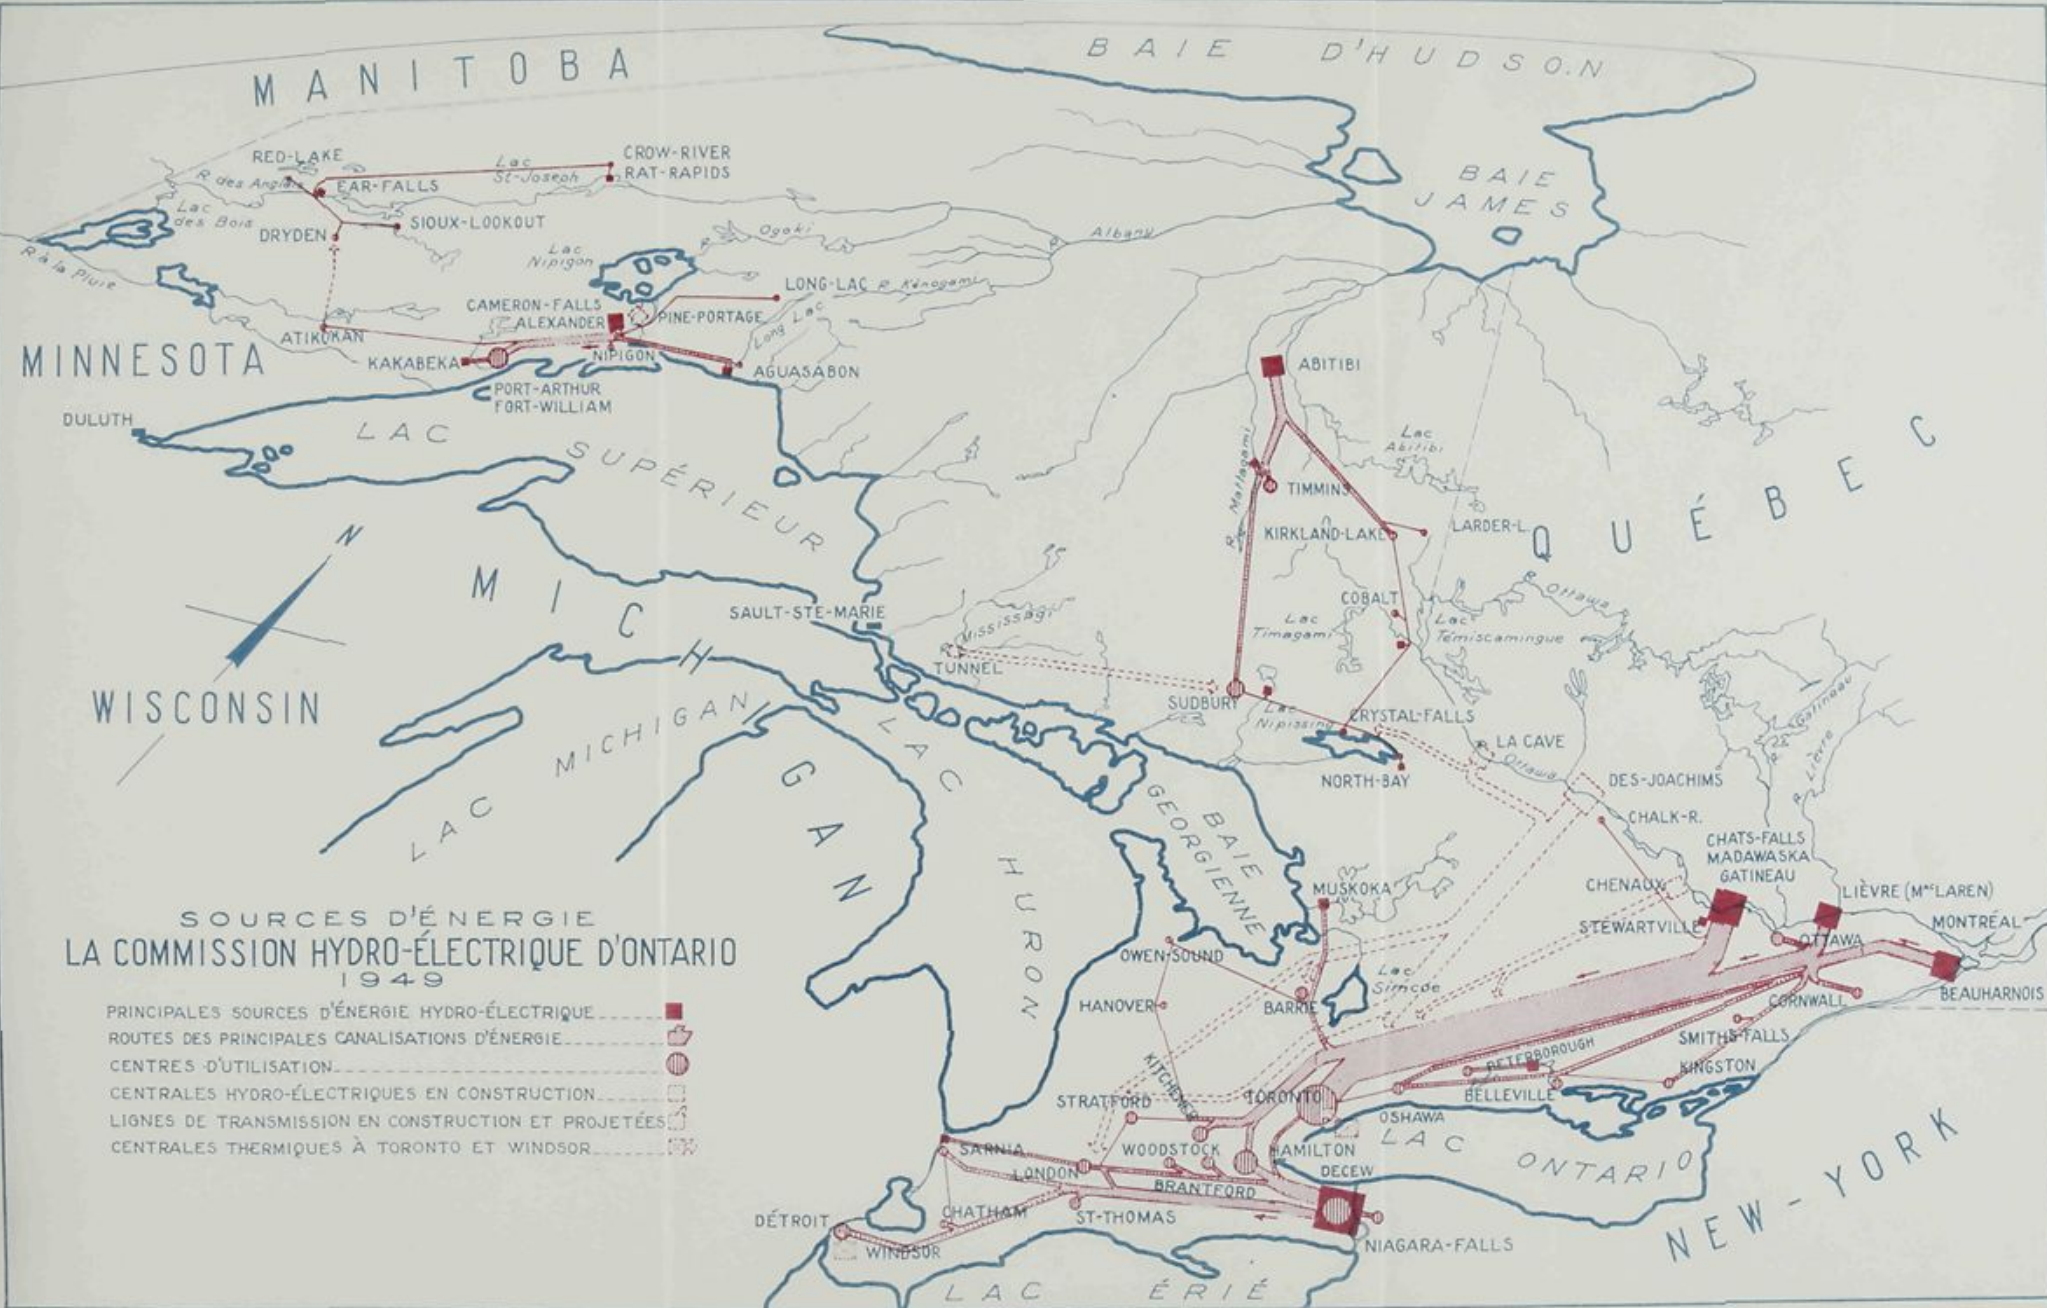 MANITOBA
BAIE D'HUDSON
BAIE
JAMES
RED-LAKE
R. des Anglais
EAR-FALLS
Lac
St-Joseph
CROW-RIVER
RAT-RAPIDS
Lac
des Bois
DRYDEN
SIOUX-LOOKOUT
R. à la Pluie
Lac
Nipigon
R. Ogoki
R. Albany
LONG-LAC
R. Kénogami
CAMERON-FALLS
ALEXANDER
PINE-PORTAGE
Long Lac
ATIKOKAN
KAKABEKA
NIPIGON
AGUASABON
MINNESOTA
PORT-ARTHUR
FORT-WILLIAM
DULUTH
LAC SUPÉRIEUR
ABITIBI
Lac
Abitibi
R. Mattagami
TIMMINS
KIRKLAND-LAKE
LARDER-L.
QUÉBEC
N
MICHIGAN
SAULT-STE-MARIE
R. Mississagi
TUNNEL
COBALT
Lac
Timagami
Lac
Témiscamingue
R. Ottawa
WISCONSIN
LAC MICHIGAN
SUDBURY
Lac
Nipissing
CRYSTAL-FALLS
NORTH-BAY
LA CAVE
R. Ottawa
DES-JOACHIMS
CHALK-R.
R. Gatineau
R. Lièvre
LAC HURON
BAIE
GEORGIENNE
MUSKOKA
CHATS-FALLS
MADAWASKA
GATINEAU
CHENAUX
STEWARTVILLE
LIÈVRE (McLAREN)
MONTRÉAL
OTTAWA
BEAUHARNOIS
CORNWALL
SMITHS-FALLS
OWEN-SOUND
Lac
Simcoe
HANOVER
BARRIE
PETERBOROUGH
KINGSTON
BELLEVILLE
KITCHENER
STRATFORD
TORONTO
OSHAWA
SARNIA
WOODSTOCK
HAMILTON
LAC ONTARIO
LONDON
DECEW
BRANTFORD
CHATHAM
ST-THOMAS
DÉTROIT
WINDSOR
NIAGARA-FALLS
NEW-YORK
LAC ÉRIÉ
SOURCES D'ÉNERGIE
LA COMMISSION HYDRO-ÉLECTRIQUE D'ONTARIO
1949
PRINCIPALES SOURCES D'ÉNERGIE HYDRO-ÉLECTRIQUE
ROUTES DES PRINCIPALES CANALISATIONS D'ÉNERGIE
CENTRES D'UTILISATION
CENTRALES HYDRO-ÉLECTRIQUES EN CONSTRUCTION
LIGNES DE TRANSMISSION EN CONSTRUCTION ET PROJETÉES
CENTRALES THERMIQUES À TORONTO ET WINDSOR